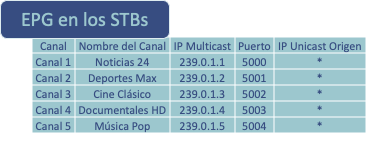 EPG en los STBs
Canal Nombre del Canal IP Multicast Puerto IP Unicast Origen
Canal 1 Noticias 24 239.0.1.1 5000 *
Canal 2 Deportes Max 239.0.1.2 5001 *
Canal 3 Cine Clásico 239.0.1.3 5002 *
Canal 4 Documentales HD 239.0.1.4 5003 *
Canal 5 Música Pop 239.0.1.5 5004 *